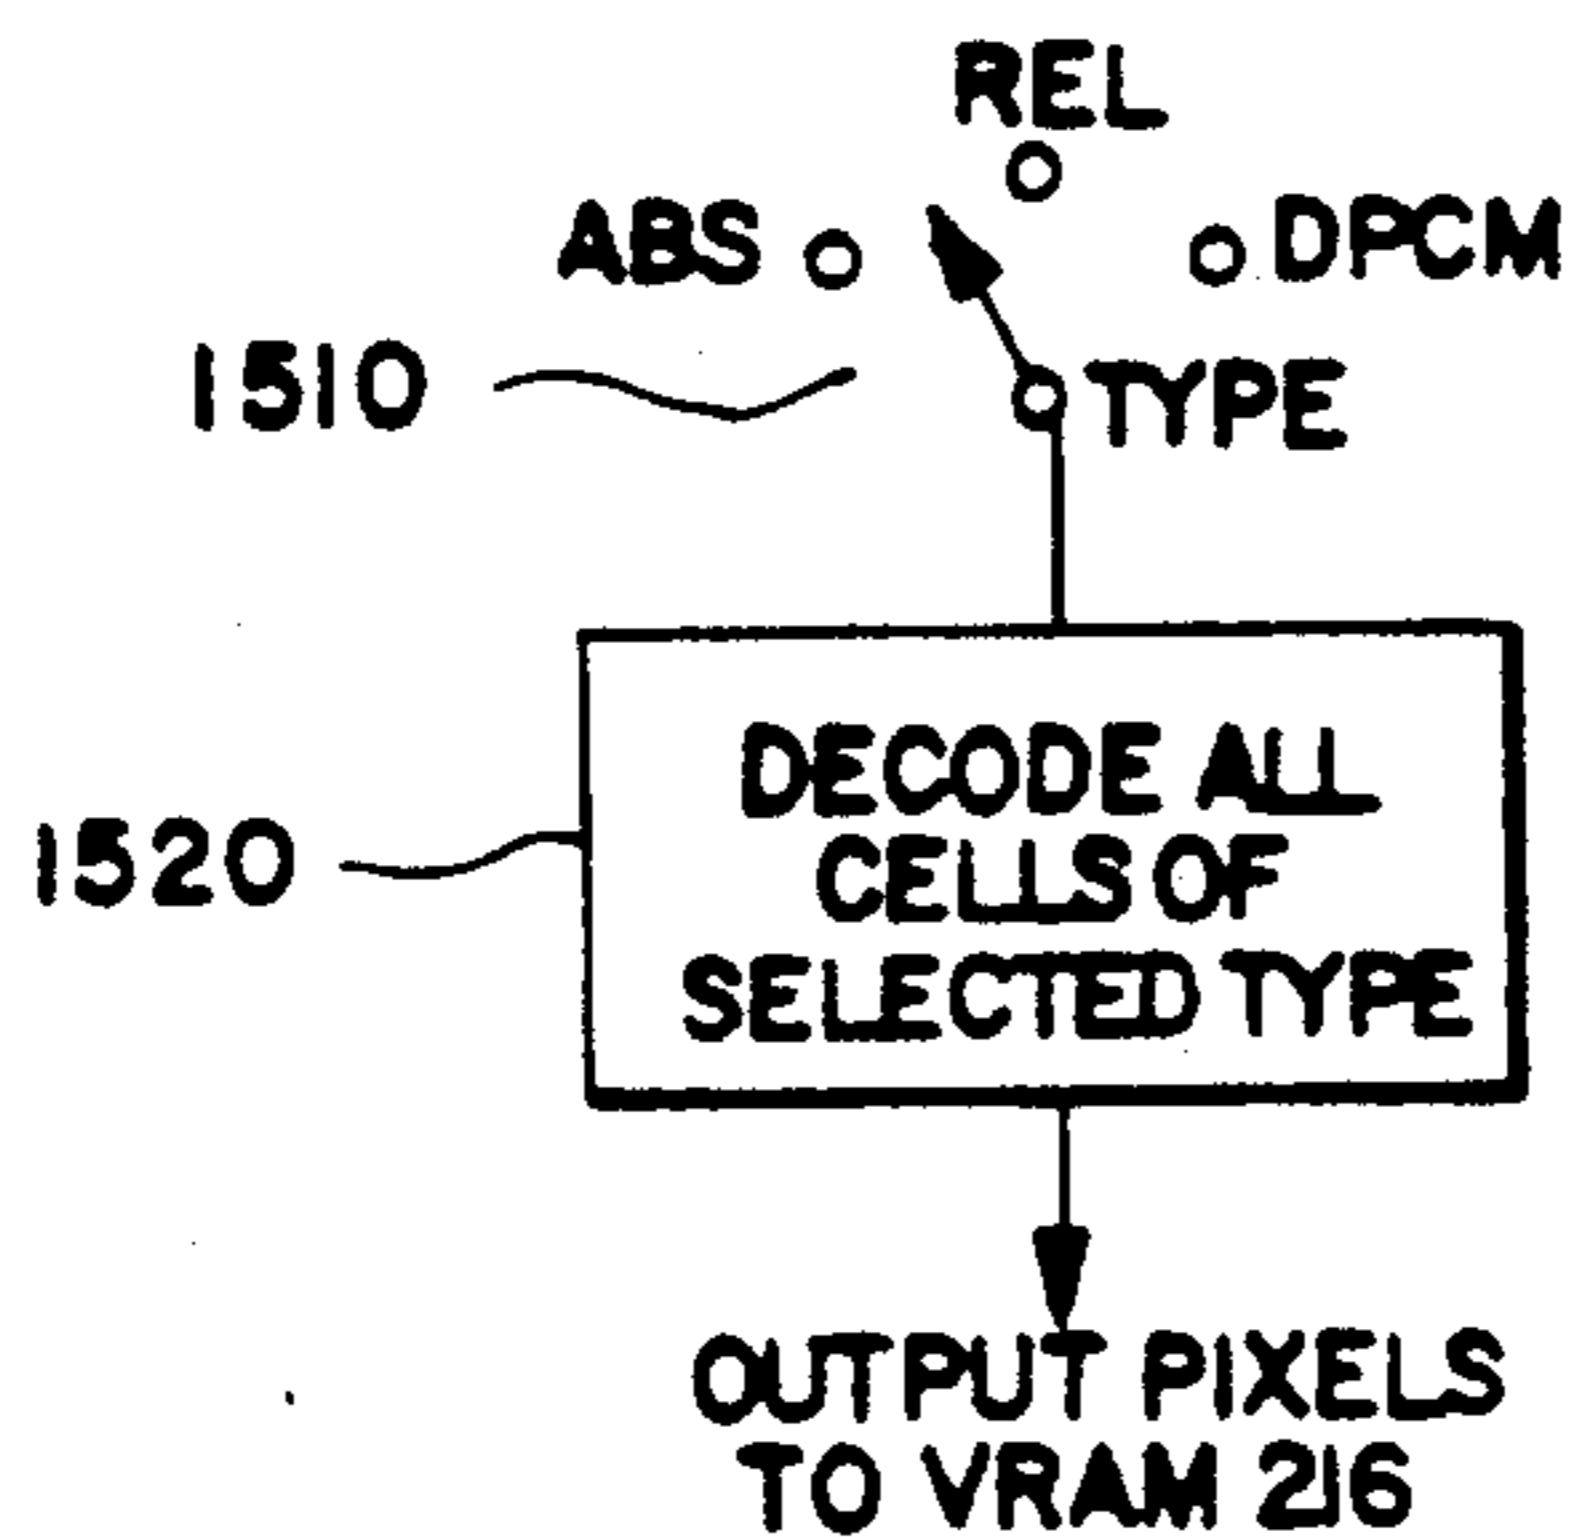 REL
ABS
DPCM
1510
TYPE
DECODE ALL
CELLS OF
SELECTED TYPE
1520
OUTPUT PIXELS
TO VRAM 216